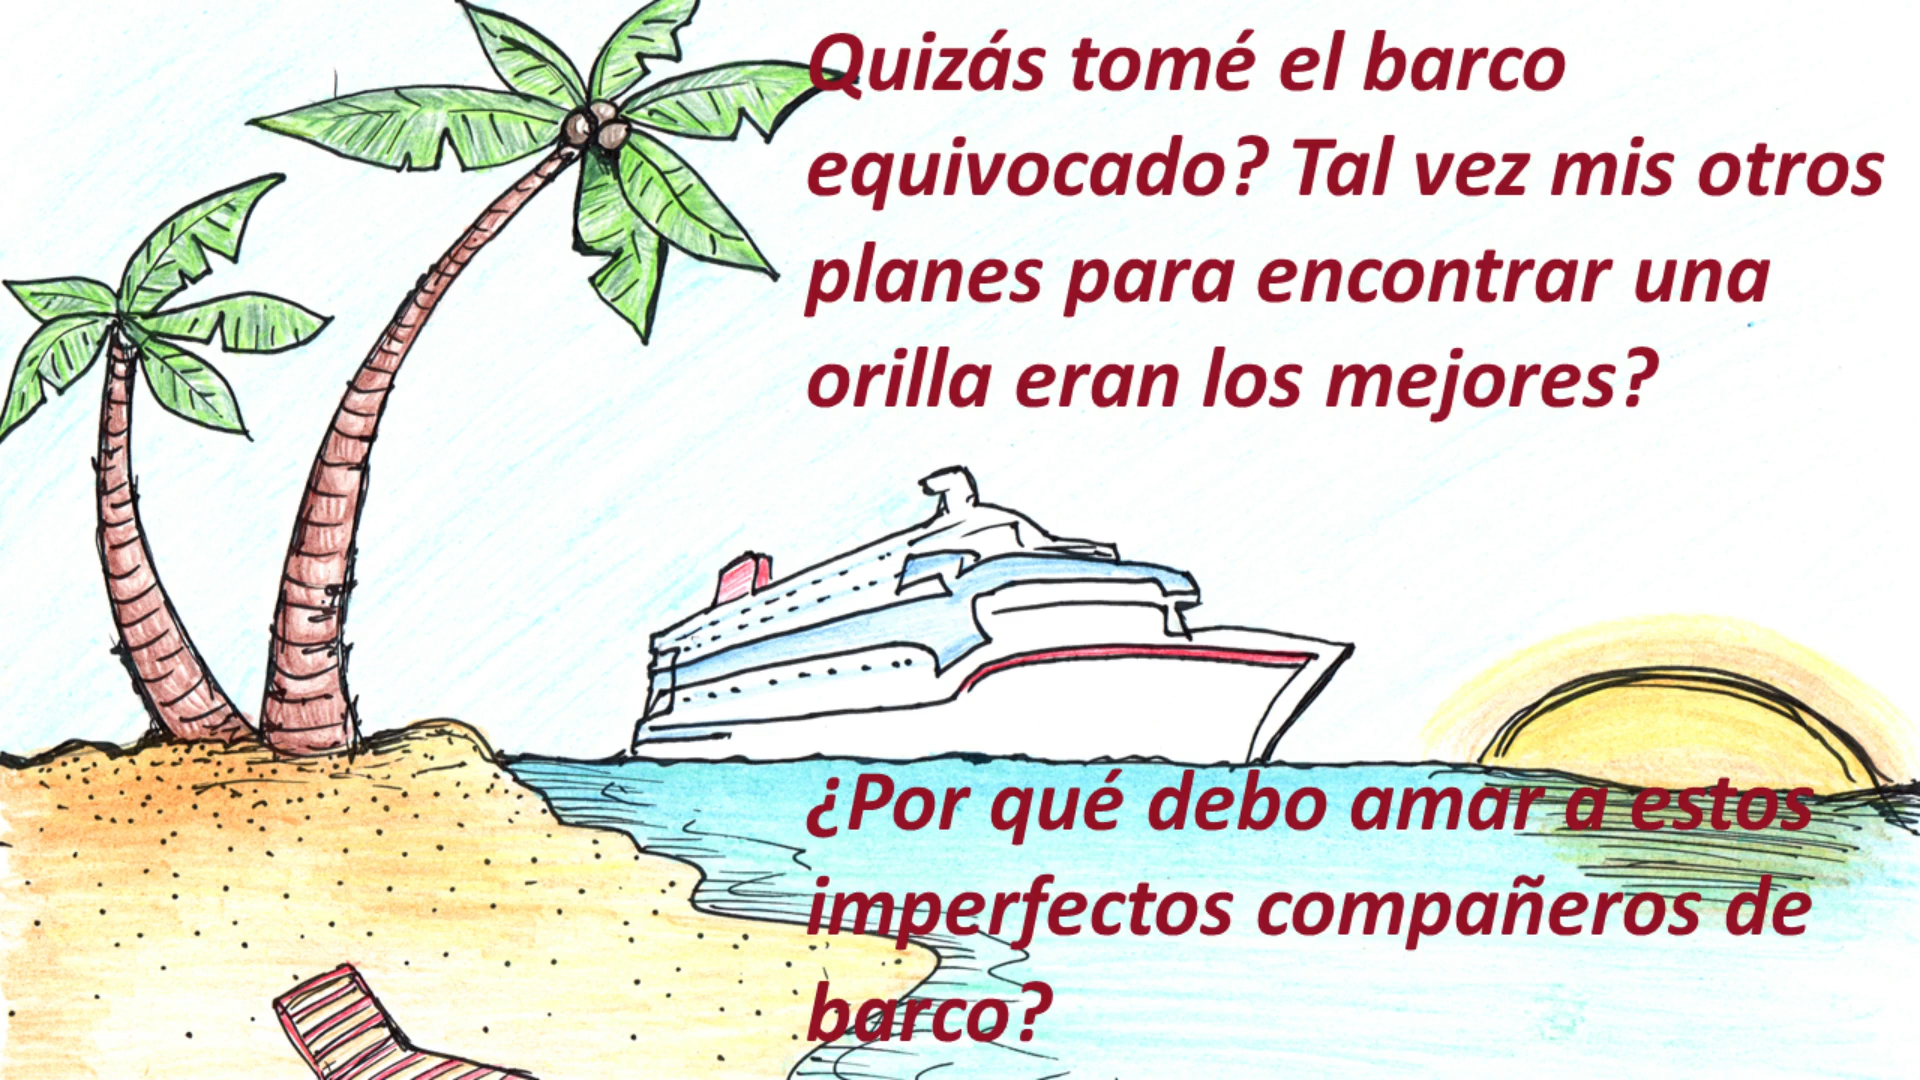 Quizás tomé el barco
equivocado? Tal vez mis otros
planes para encontrar una
orilla eran los mejores?
¿Por qué debo amar a estos
imperfectos compañeros de
barco?